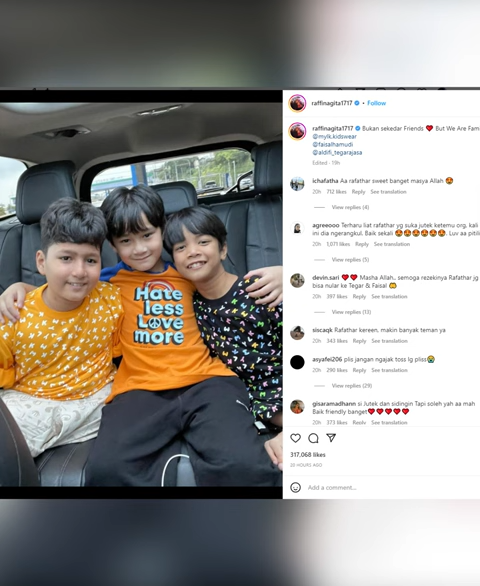 Hate
less
Love
more
raffinagita1717 • Follow
raffinagita1717 Bukan sekedar Friends ❤️ But We Are Fam
@mylk.kidswear
@faisalhamudi
@aldifi_tegarajasa
Edited · 19h
ichafatha Aa rafathar sweet banget masya Allah 😍
20h 712 likes Reply See translation
View replies (4)
agreeooo Terharu liat rafathar yg suka jutek ketemu org. kali
ini dia ngerangkul. Baik sekali 😍😍😍😍😍. Luv aa pitili
20h 1,071 likes Reply See translation
View replies (5)
devin.sari ❤️❤️ Masha Allah,, semoga rezekinya Rafathar jg
bisa nular ke Tegar & Faisal 🤗
20h 397 likes Reply See translation
View replies (13)
siscaqk Rafathar kereen, makin banyak teman ya
20h 343 likes Reply See translation
asyafei206 plis jangan ngajak toss lg pliss😭
20h 290 likes Reply See translation
View replies (29)
gisaramadhann si Jutek dan sidingin Tapi soleh yah aa mah
Baik friendly banget❤️❤️❤️❤️❤️
20h 373 likes Reply See translation
317,068 likes
20 HOURS AGO
Add a comment...